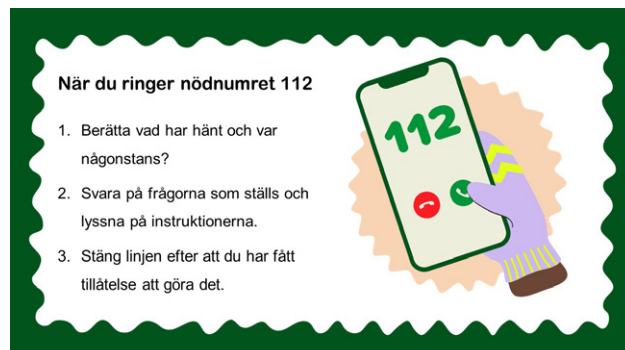 När du ringer nödnumret 112
1. Berätta vad har hänt och var
någonstans?
2. Svara på frågorna som ställs och
lyssna på instruktionerna.
3. Stäng linjen efter att du har fått
tillåtelse att göra det.
112